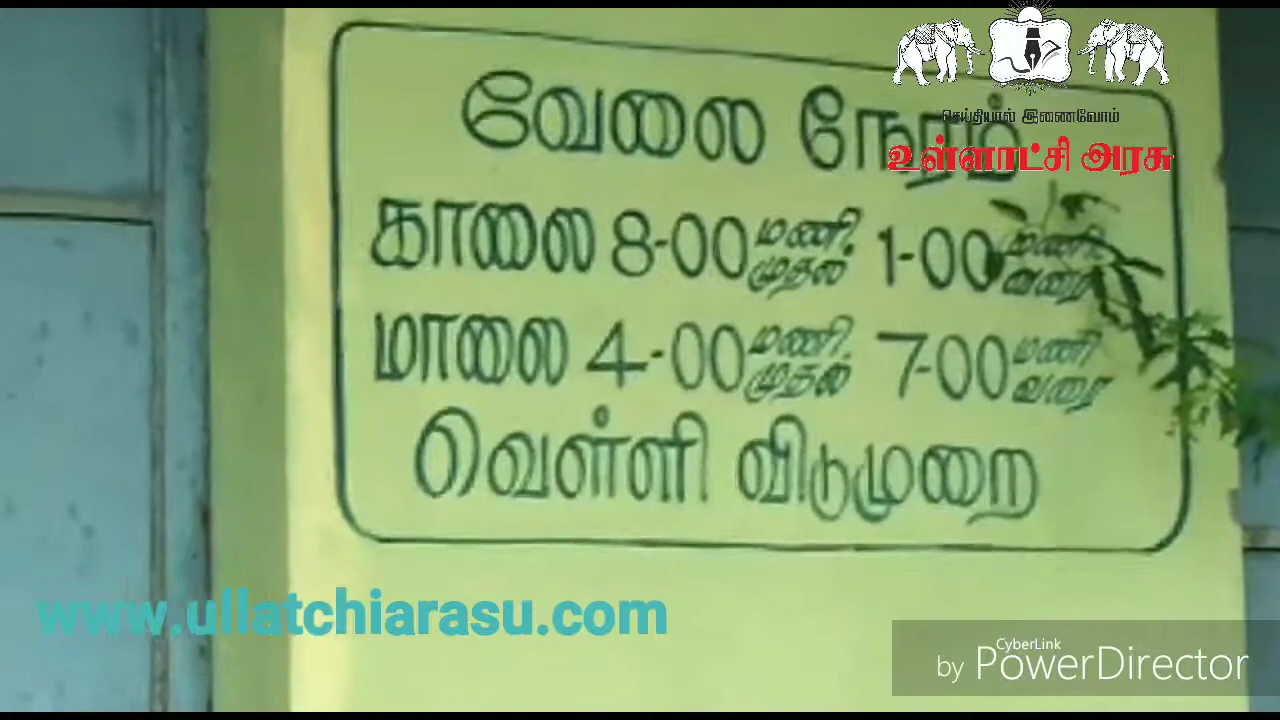 செய்தியால் இணைவோம்
உள்ளாட்சி அரசு
வேலை நேரம்
காலை 8-00 மணி முதல் 1-00 மணி வரை
மாலை 4-00 மணி முதல் 7-00 மணி வரை
வெள்ளி விடுமுறை
www.ullatchiarasu.com
CyberLink
by PowerDirector